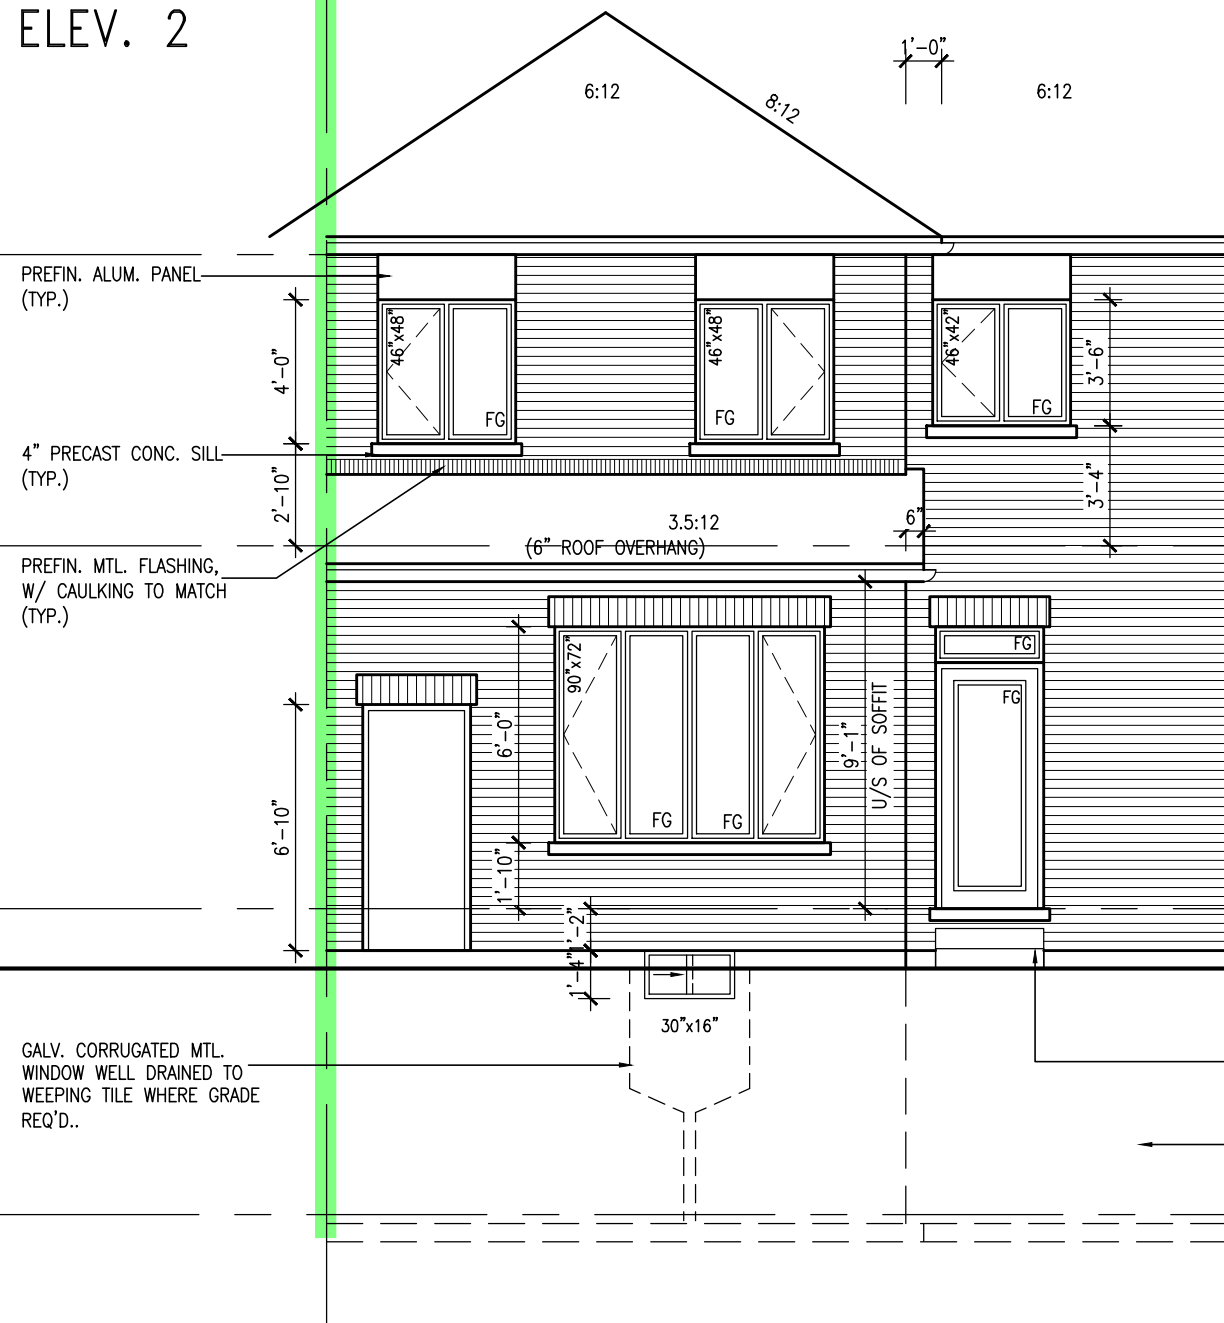 ELEV. 2
1'-0"
6:12
8:12
6:12
PREFIN. ALUM. PANEL
(TYP.)
46"x48"
46"x48"
46"x42"
4'-0"
3'-6"
FG
FG
FG
4" PRECAST CONC. SILL
(TYP.)
2'-10"
3'-4"
3.5:12
6"
(6" ROOF OVERHANG)
PREFIN. MTL. FLASHING,
W/ CAULKING TO MATCH
(TYP.)
90"x72"
FG
FG
6'-0"
9'-1"
U/S OF SOFFIT
6'-10"
FG
FG
1'-10"
1'-2"
1'-4"
30"x16"
GALV. CORRUGATED MTL.
WINDOW WELL DRAINED TO
WEEPING TILE WHERE GRADE
REQ'D..